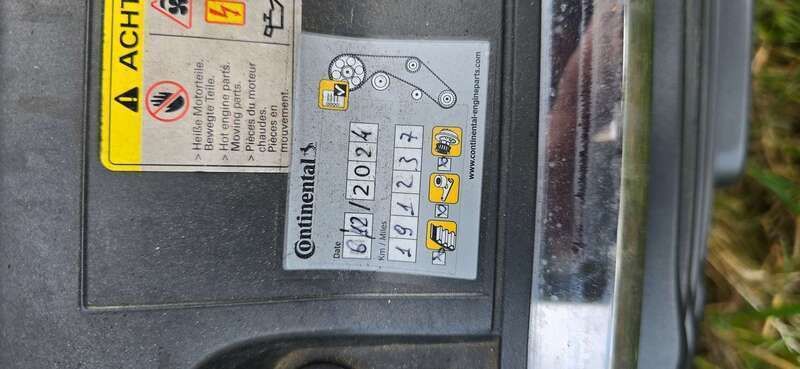 ACHT
> Heiße Motorteile.
Bewegte Teile.
> Hot engine parts.
Moving parts.
> Pièces du moteur
chaudes.
Pièces en
mouvement.
Continental
Date
6/12/2024
Km / Miles
191237
www.continental-engineparts.com